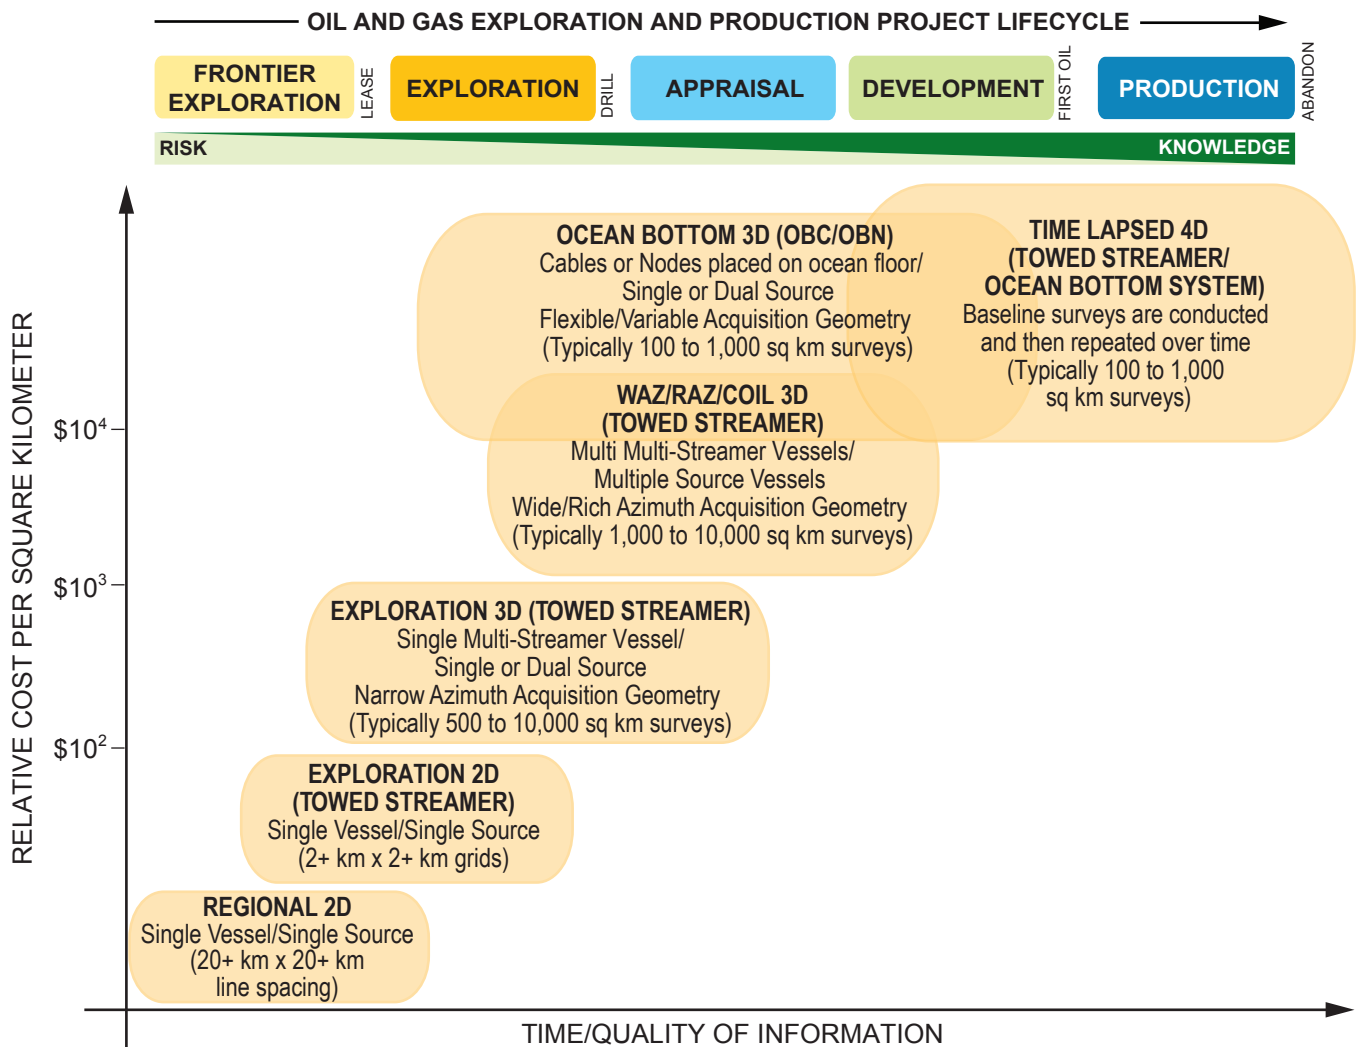 OIL AND GAS EXPLORATION AND PRODUCTION PROJECT LIFECYCLE
FRONTIER
EXPLORATION
LEASE
EXPLORATION
DRILL
APPRAISAL
DEVELOPMENT
FIRST OIL
PRODUCTION
ABANDON
RISK
KNOWLEDGE
RELATIVE COST PER SQUARE KILOMETER
$10⁴
$10³
$10²
OCEAN BOTTOM 3D (OBC/OBN)
Cables or Nodes placed on ocean floor/
Single or Dual Source
Flexible/Variable Acquisition Geometry
(Typically 100 to 1,000 sq km surveys)
TIME LAPSED 4D
(TOWED STREAMER/
OCEAN BOTTOM SYSTEM)
Baseline surveys are conducted
and then repeated over time
(Typically 100 to 1,000
sq km surveys)
WAZ/RAZ/COIL 3D
(TOWED STREAMER)
Multi Multi-Streamer Vessels/
Multiple Source Vessels
Wide/Rich Azimuth Acquisition Geometry
(Typically 1,000 to 10,000 sq km surveys)
EXPLORATION 3D (TOWED STREAMER)
Single Multi-Streamer Vessel/
Single or Dual Source
Narrow Azimuth Acquisition Geometry
(Typically 500 to 10,000 sq km surveys)
EXPLORATION 2D
(TOWED STREAMER)
Single Vessel/Single Source
(2+ km x 2+ km grids)
REGIONAL 2D
Single Vessel/Single Source
(20+ km x 20+ km
line spacing)
TIME/QUALITY OF INFORMATION